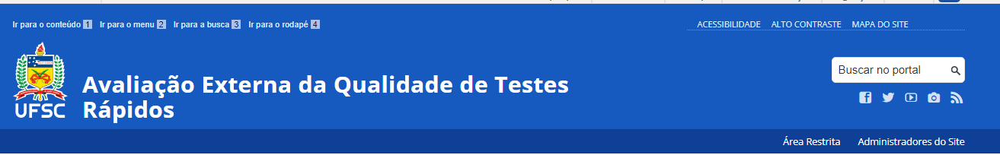 Ir para o conteúdo 1 Ir para o menu 2 Ir para a busca 3 Ir para o rodapé 4
ACESSIBILIDADE ALTO CONTRASTE MAPA DO SITE
Buscar no portal
Avaliação Externa da Qualidade de Testes
Rápidos
UFSC
Área Restrita Administradores do Site